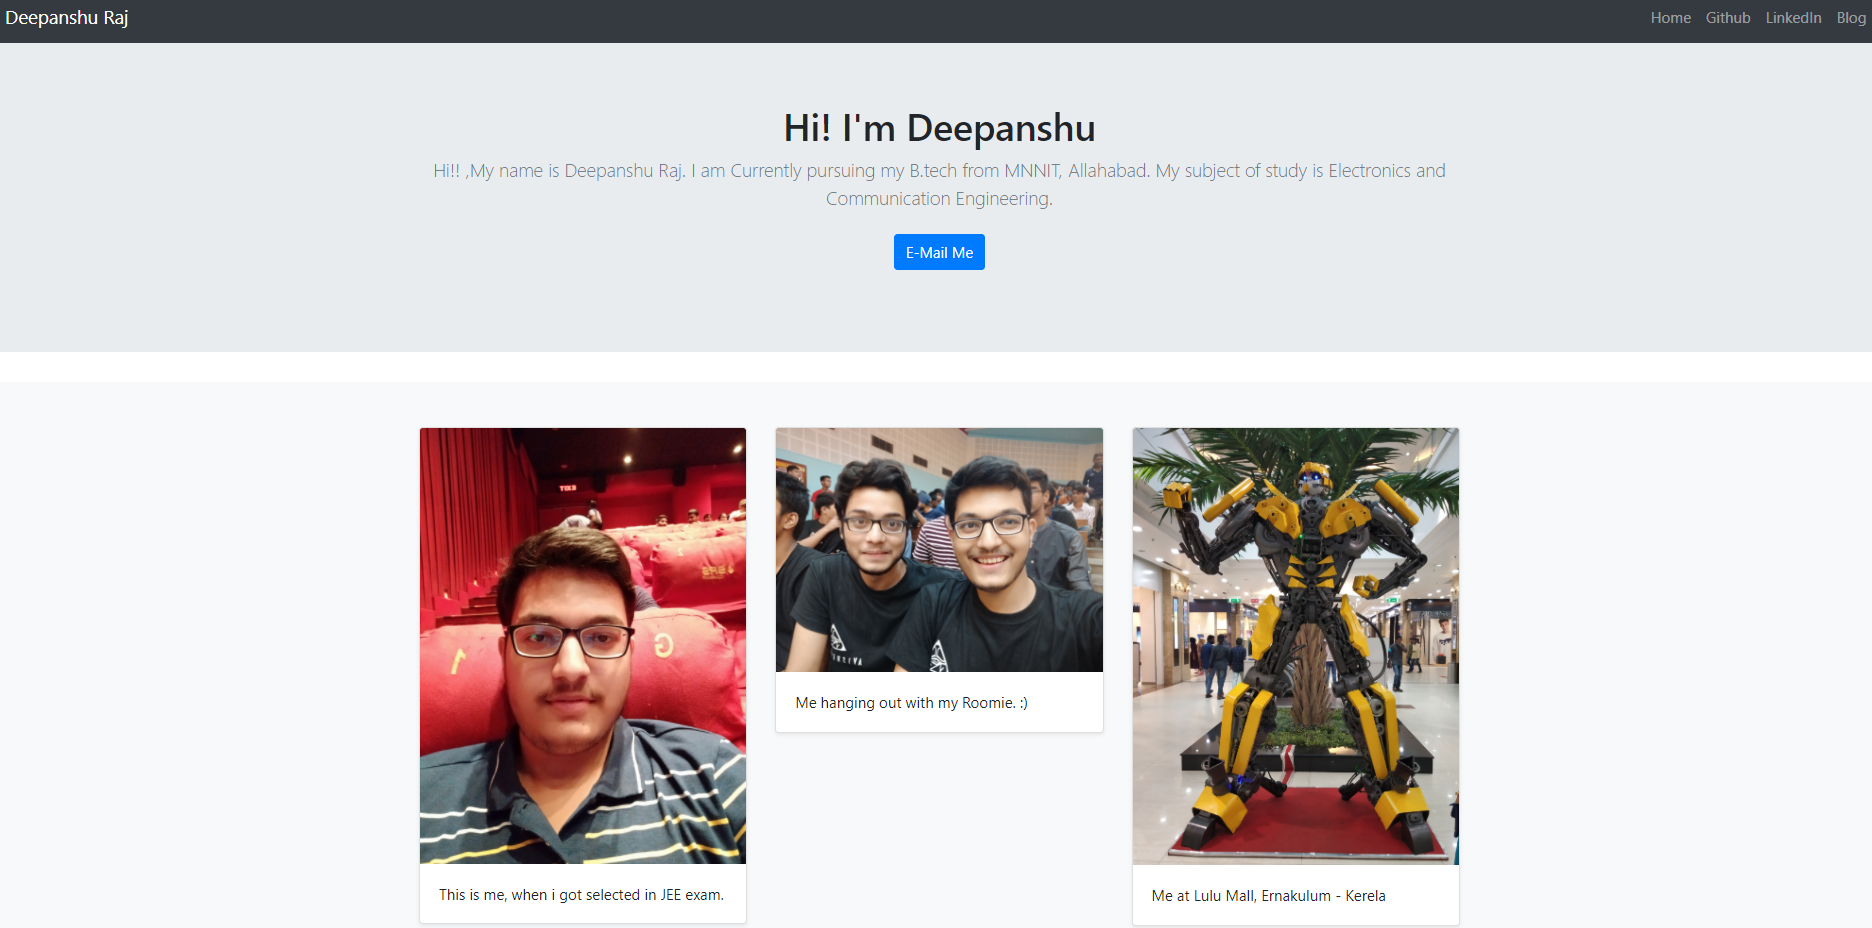 Deepanshu Raj
Home Github LinkedIn Blog
Hi! I'm Deepanshu
Hi!! ,My name is Deepanshu Raj. I am Currently pursuing my B.tech from MNNIT, Allahabad. My subject of study is Electronics and
Communication Engineering.
E-Mail Me
EXIT
1
G
This is me, when i got selected in JEE exam.
Me hanging out with my Roomie. :)
Me at Lulu Mall, Ernakulum - Kerela